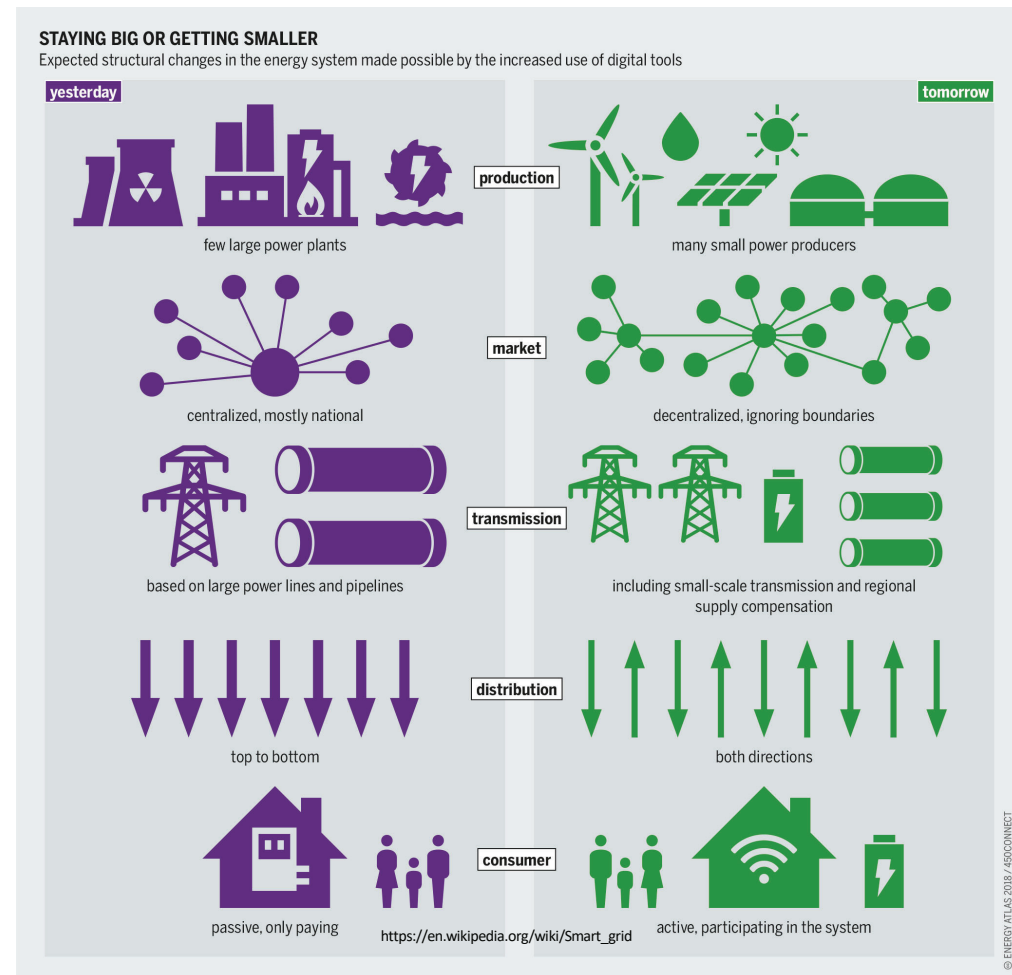 STAYING BIG OR GETTING SMALLER
Expected structural changes in the energy system made possible by the increased use of digital tools
yesterday
tomorrow
production
few large power plants
many small power producers
market
centralized, mostly national
decentralized, ignoring boundaries
transmission
based on large power lines and pipelines
including small-scale transmission and regional
supply compensation
distribution
top to bottom
both directions
consumer
passive, only paying
active, participating in the system
https://en.wikipedia.org/wiki/Smart_grid
© ENERGY ATLAS 2018 / 450CONNECT